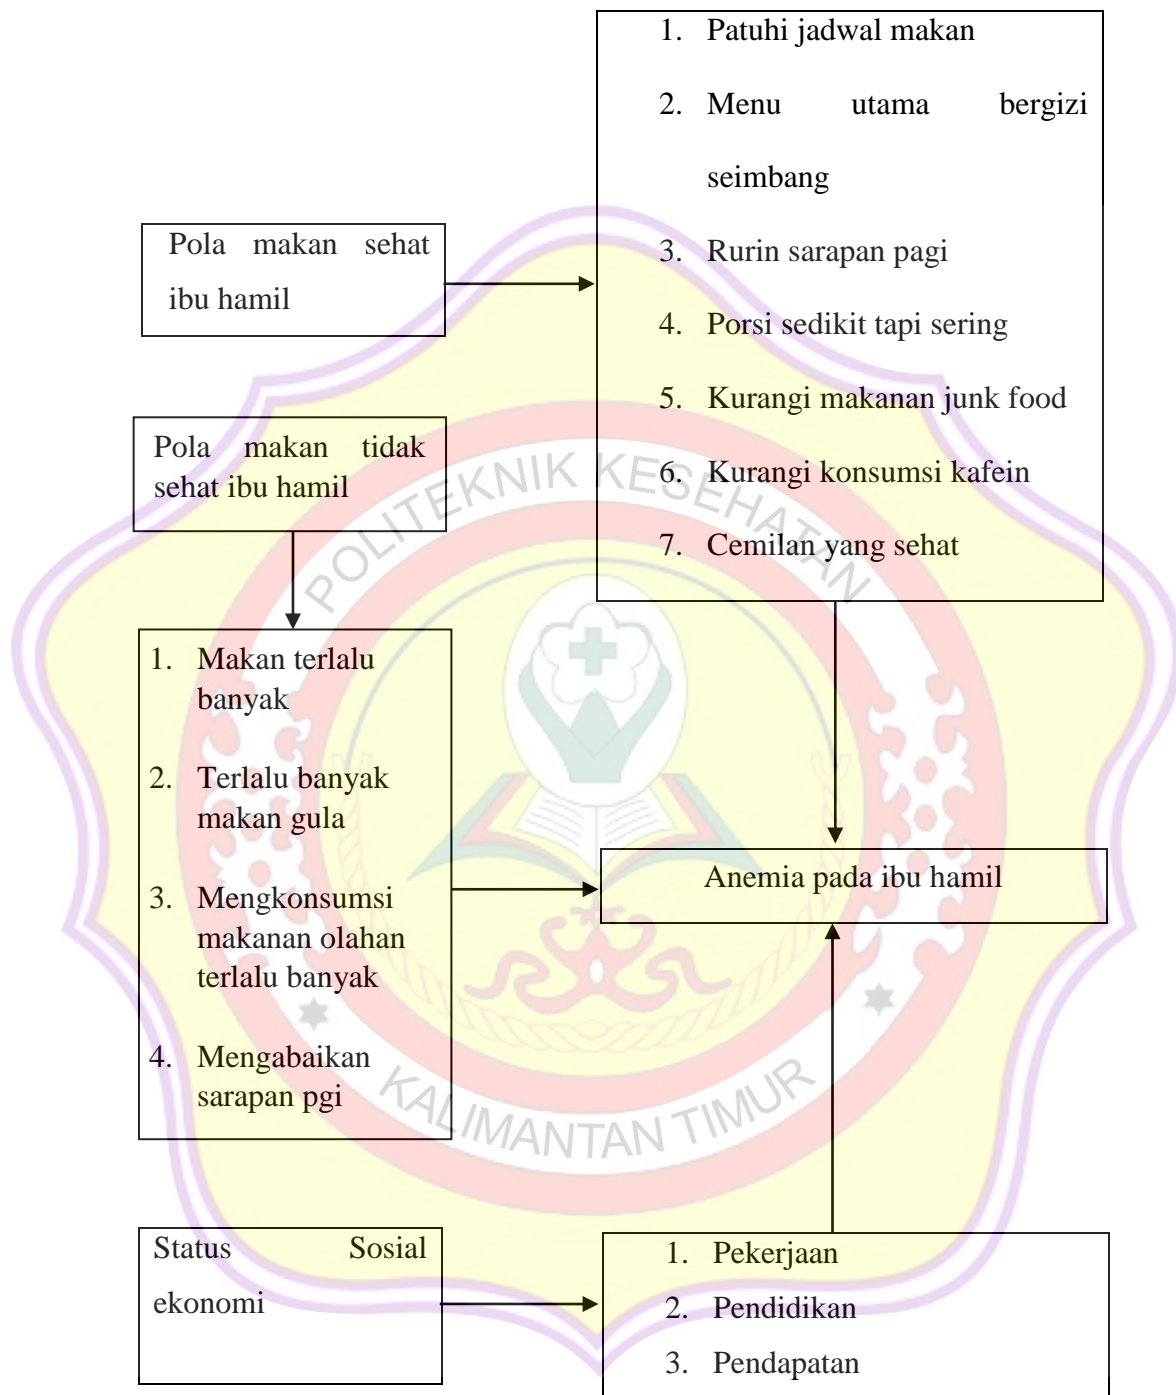 1. Patuhi jadwal makan
2. Menu utama bergizi
seimbang
3. Rurin sarapan pagi
4. Porsi sedikit tapi sering
5. Kurangi makanan junk food
6. Kurangi konsumsi kafein
7. Cemilan yang sehat
Pola makan sehat
ibu hamil
Pola makan tidak
sehat ibu hamil
1. Makan terlalu
banyak
2. Terlalu banyak
makan gula
3. Mengkonsumsi
makanan olahan
terlalu banyak
4. Mengabaikan
sarapan pgi
Anemia pada ibu hamil
Status Sosial
ekonomi
1. Pekerjaan
2. Pendidikan
3. Pendapatan
POLITEKNIK KESEHATAN
KALIMANTAN TIMUR